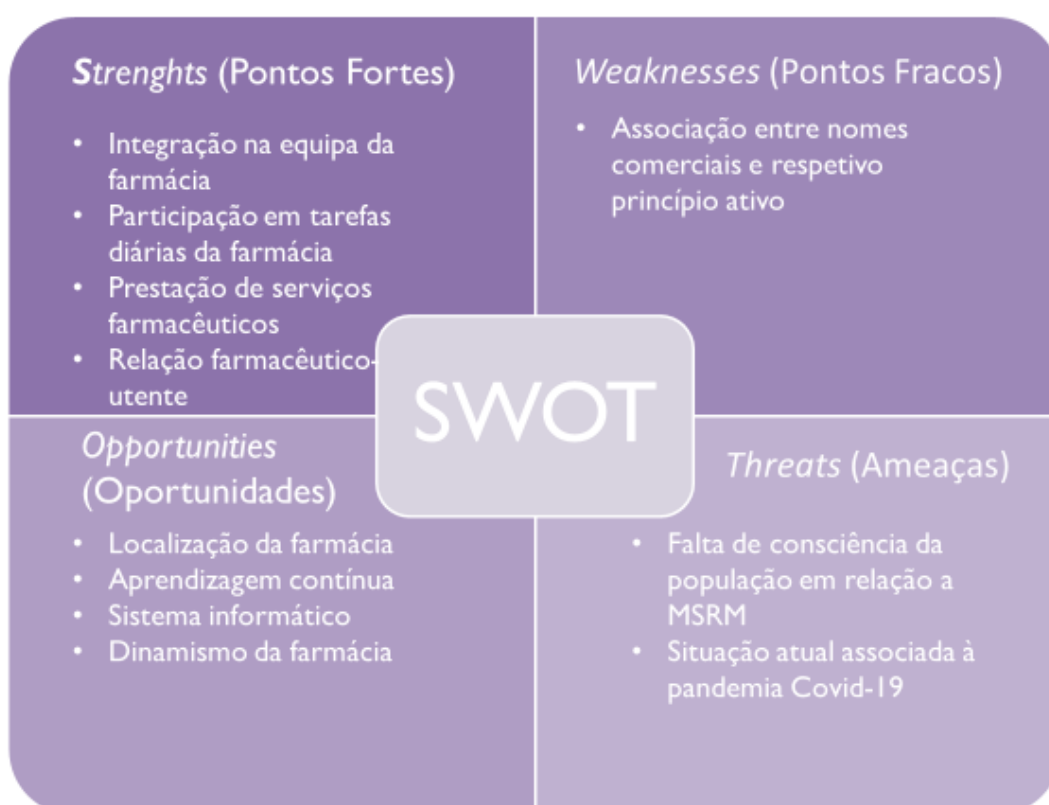 Strenghts (Pontos Fortes)
• Integração na equipa da
farmácia
• Participação em tarefas
diárias da farmácia
• Prestação de serviços
farmacêuticos
• Relação farmacêutico-
utente
Weaknesses (Pontos Fracos)
• Associação entre nomes
comerciais e respetivo
princípio ativo
SWOT
Opportunities
(Oportunidades)
• Localização da farmácia
• Aprendizagem contínua
• Sistema informático
• Dinamismo da farmácia
Threats (Ameaças)
• Falta de consciência da
população em relação a
MSRM
• Situação atual associada à
pandemia Covid-19